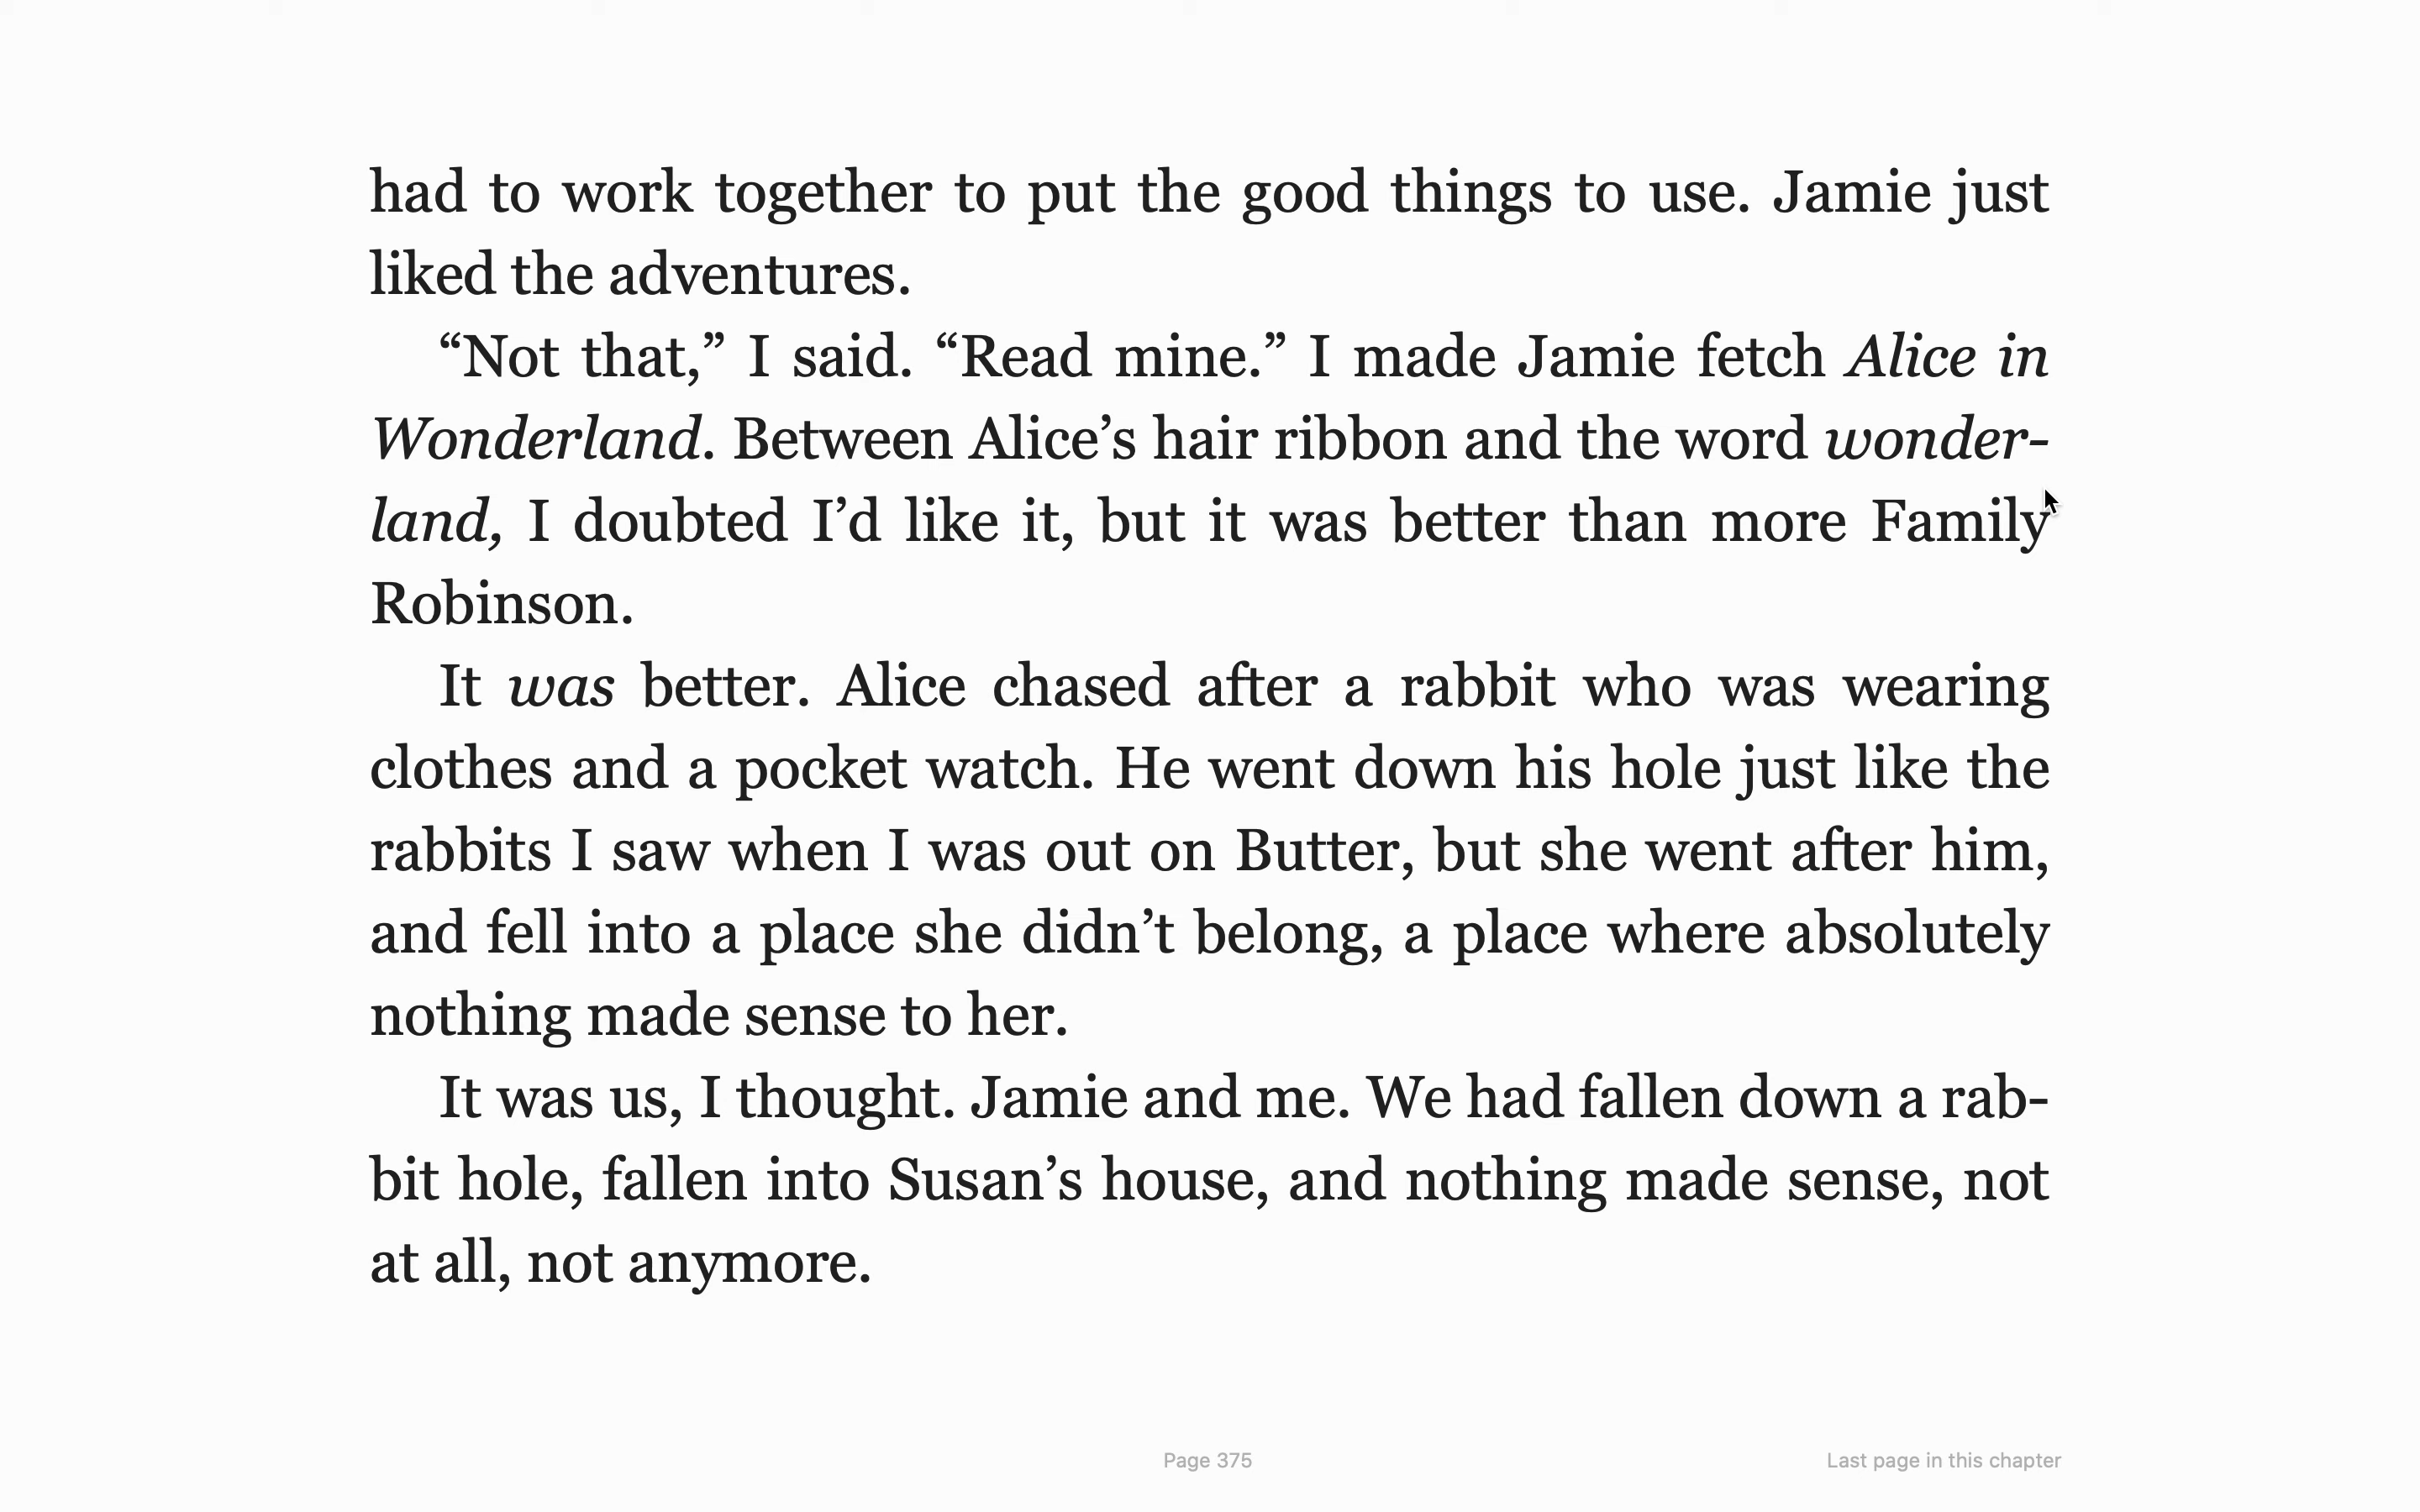 had to work together to put the good things to use. Jamie just
liked the adventures.
“Not that,” I said. “Read mine.” I made Jamie fetch Alice in
Wonderland. Between Alice’s hair ribbon and the word wonder-
land, I doubted I’d like it, but it was better than more Family
Robinson.
It was better. Alice chased after a rabbit who was wearing
clothes and a pocket watch. He went down his hole just like the
rabbits I saw when I was out on Butter, but she went after him,
and fell into a place she didn’t belong, a place where absolutely
nothing made sense to her.
It was us, I thought. Jamie and me. We had fallen down a rab-
bit hole, fallen into Susan’s house, and nothing made sense, not
at all, not anymore.
Page 375
Last page in this chapter